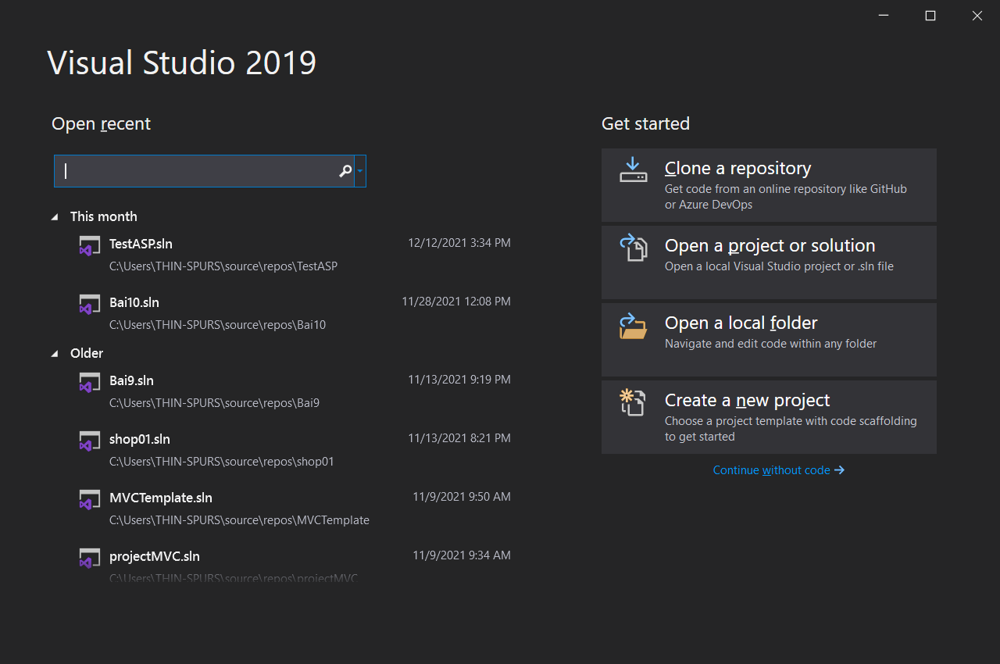 Visual Studio 2019
Open recent
This month
TestASP.sln 12/12/2021 3:34 PM
C:\Users\THIN-SPURS\source\repos\TestASP
Bai10.sln 11/28/2021 12:08 PM
C:\Users\THIN-SPURS\source\repos\Bai10
Older
Bai9.sln 11/13/2021 9:19 PM
C:\Users\THIN-SPURS\source\repos\Bai9
shop01.sln 11/13/2021 8:21 PM
C:\Users\THIN-SPURS\source\repos\shop01
MVCTemplate.sln 11/9/2021 9:50 AM
C:\Users\THIN-SPURS\source\repos\MVCTemplate
projectMVC.sln 11/9/2021 9:34 AM
C:\Users\THIN-SPURS\source\repos\projectMVC
Get started
Clone a repository
Get code from an online repository like GitHub
or Azure DevOps
Open a project or solution
Open a local Visual Studio project or .sln file
Open a local folder
Navigate and edit code within any folder
Create a new project
Choose a project template with code scaffolding
to get started
Continue without code →